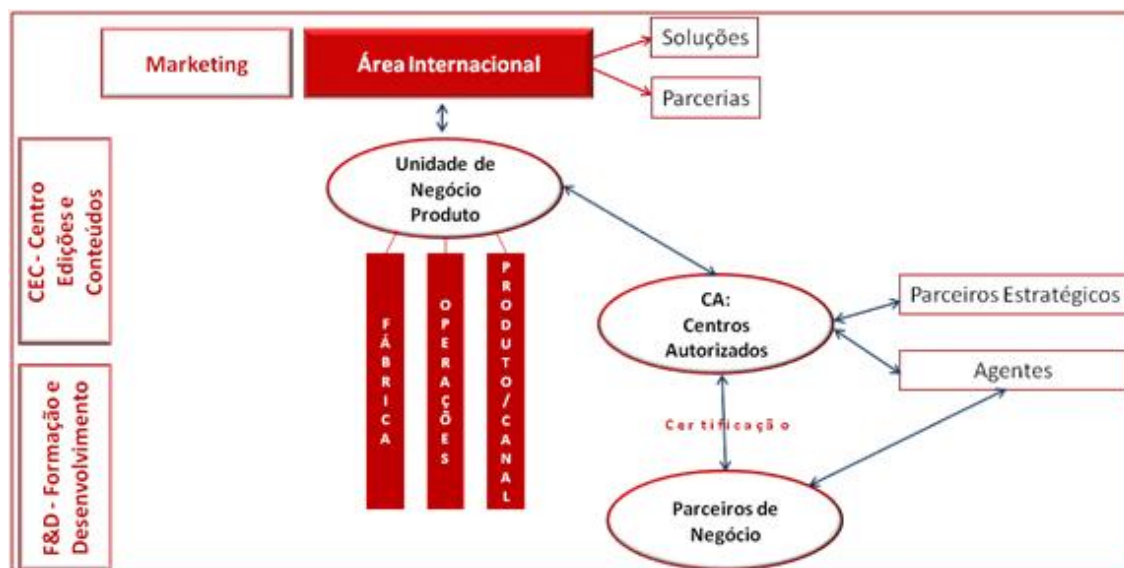 Marketing
Área Internacional
Soluções
Parcerias
CEC - Centro
Edições e
Conteúdos
Unidade de
Negócio
Produto
FÁBRICA
OPERAÇÕES
PRODUTO/CANAL
CA:
Centros
Autorizados
Parceiros Estratégicos
Agentes
Certificação
F&D - Formação e
Desenvolvimento
Parceiros de
Negócio